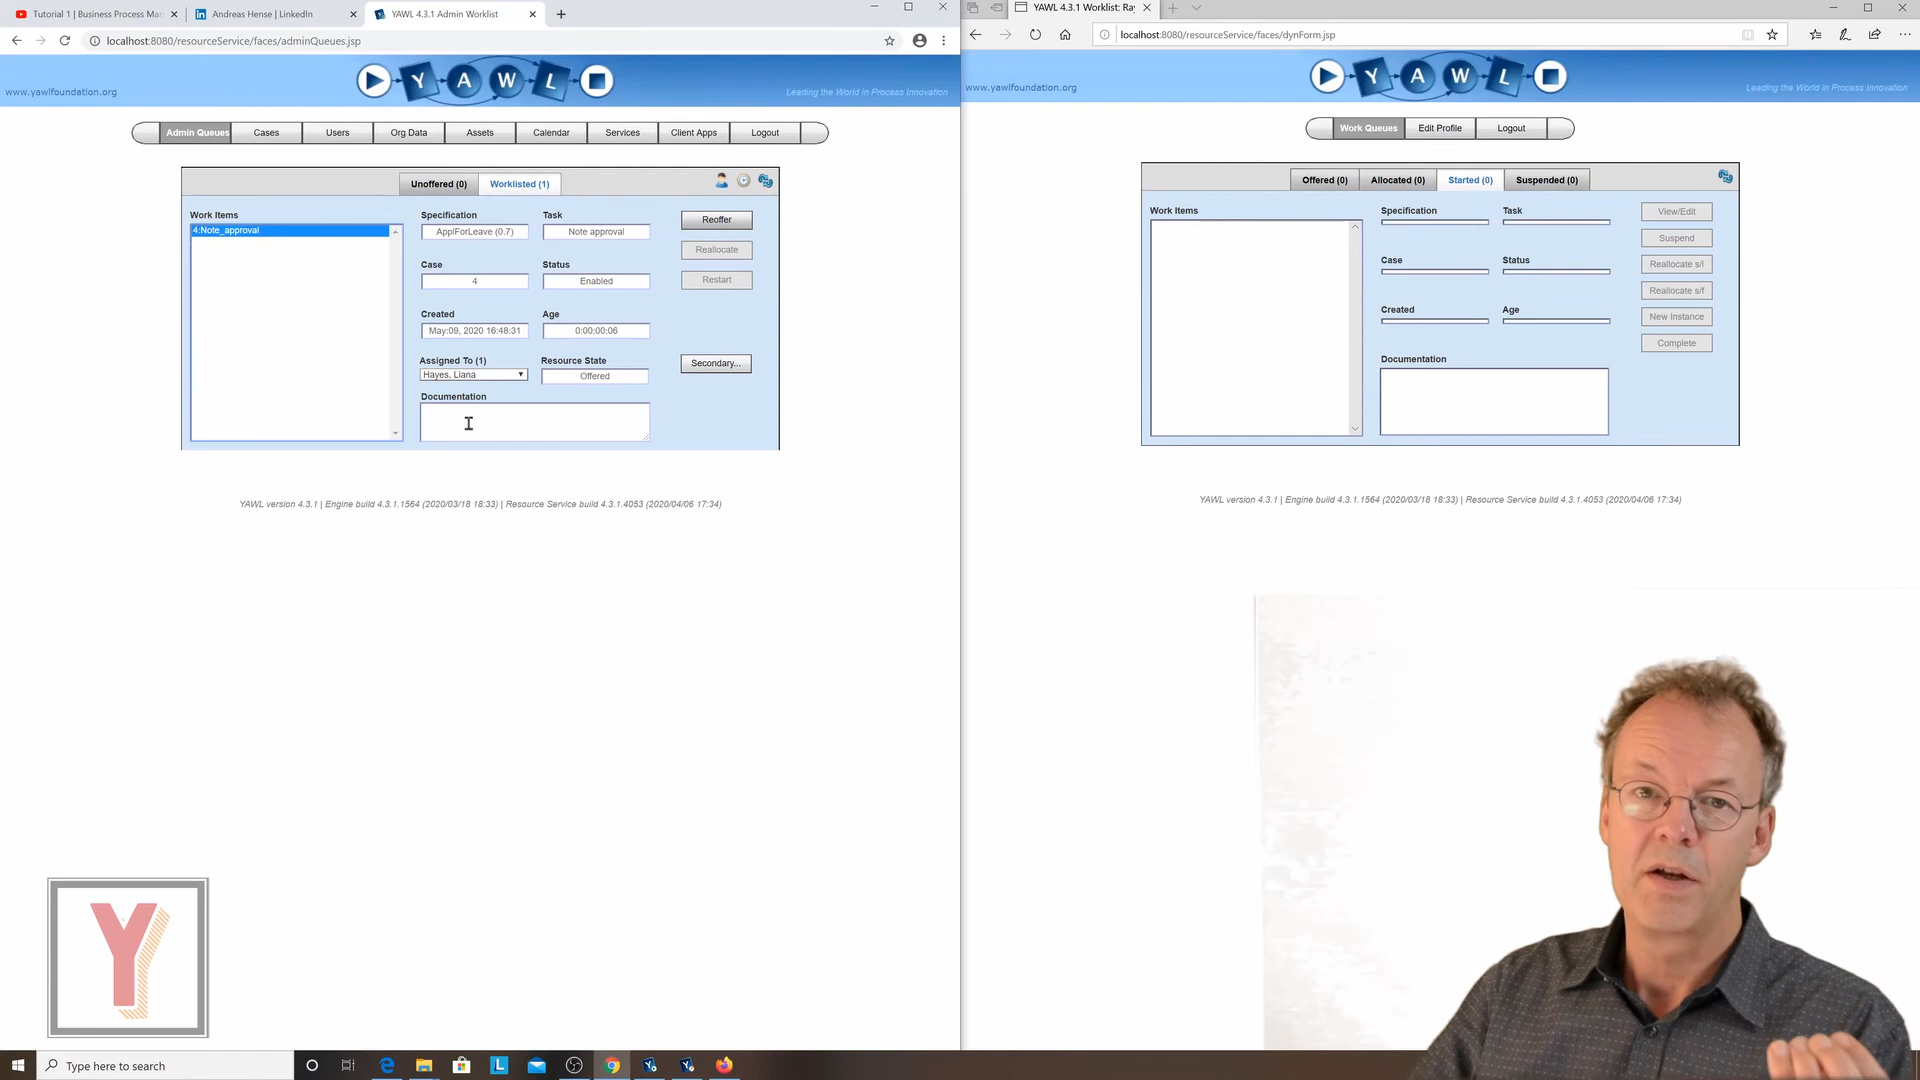 Tutorial 1 | Business Process Ma
Andreas Hense | LinkedIn
YAWL 4.3.1 Admin Worklist
localhost:8080/resourceService/faces/adminQueues.jsp
www.yawlfoundation.org
Y A W L
Leading the World in Process Innovation
Admin Queues
Cases
Users
Org Data
Assets
Calendar
Services
Client Apps
Logout
Unoffered (0)
Worklisted (1)
Work Items
4:Note_approval
Specification
Task
ApplForLeave (0.7)
Note approval
Case
Status
4
Enabled
Created
Age
May:09, 2020 16:48:31
0:00:00:06
Assigned To (1)
Resource State
Hayes, Liana
Offered
Documentation
Reoffer
Reallocate
Restart
Secondary...
YAWL version 4.3.1 | Engine build 4.3.1.1564 (2020/03/18 18:33) | Resource Service build 4.3.1.4053 (2020/04/06 17:34)
Y
Type here to search
YAWL 4.3.1 Worklist: Ray
localhost:8080/resourceService/faces/dynForm.jsp
www.yawlfoundation.org
Y A W L
Leading the World in Process Innovation
Work Queues
Edit Profile
Logout
Offered (0)
Allocated (0)
Started (0)
Suspended (0)
Work Items
Specification
Task
Case
Status
Created
Age
Documentation
View/Edit
Suspend
Reallocate s/l
Reallocate s/f
New Instance
Complete
YAWL version 4.3.1 | Engine build 4.3.1.1564 (2020/03/18 18:33) | Resource Service build 4.3.1.4053 (2020/04/06 17:34)